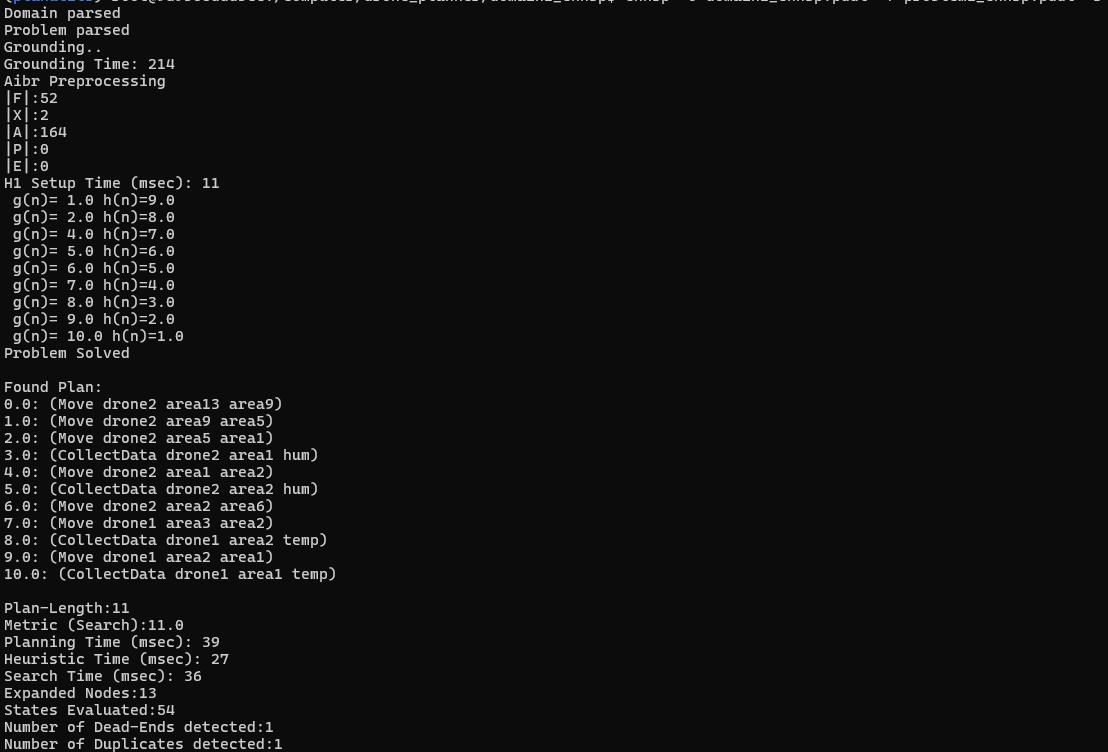 Domain parsed
Problem parsed
Grounding..
Grounding Time: 214
Aibr Preprocessing
|F|:52
|X|:2
|A|:164
|P|:0
|E|:0
H1 Setup Time (msec): 11
g(n)= 1.0 h(n)=9.0
g(n)= 2.0 h(n)=8.0
g(n)= 4.0 h(n)=7.0
g(n)= 5.0 h(n)=6.0
g(n)= 6.0 h(n)=5.0
g(n)= 7.0 h(n)=4.0
g(n)= 8.0 h(n)=3.0
g(n)= 9.0 h(n)=2.0
g(n)= 10.0 h(n)=1.0
Problem Solved
Found Plan:
0.0: (Move drone2 area13 area9)
1.0: (Move drone2 area9 area5)
2.0: (Move drone2 area5 area1)
3.0: (CollectData drone2 area1 hum)
4.0: (Move drone2 area1 area2)
5.0: (CollectData drone2 area2 hum)
6.0: (Move drone2 area2 area6)
7.0: (Move drone1 area3 area2)
8.0: (CollectData drone1 area2 temp)
9.0: (Move drone1 area2 area1)
10.0: (CollectData drone1 area1 temp)
Plan-Length:11
Metric (Search):11.0
Planning Time (msec): 39
Heuristic Time (msec): 27
Search Time (msec): 36
Expanded Nodes:13
States Evaluated:54
Number of Dead-Ends detected:1
Number of Duplicates detected:1